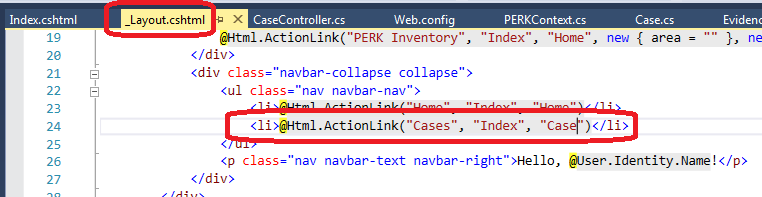 Index.cshtml _Layout.cshtml CaseController.cs Web.config PERKContext.cs Case.cs Eviden
19 @Html.ActionLink("PERK Inventory", "Index", "Home", new { area = "" }, ne
20 </div>
21 <div class="navbar-collapse collapse">
22 <ul class="nav navbar-nav">
23 <li>@Html.ActionLink("Home", "Index", "Home")</li>
24 <li>@Html.ActionLink("Cases", "Index", "Case")</li>
25 </ul>
26 <p class="nav navbar-text navbar-right">Hello, @User.Identity.Name!</p>
27 </div>
28 </div>